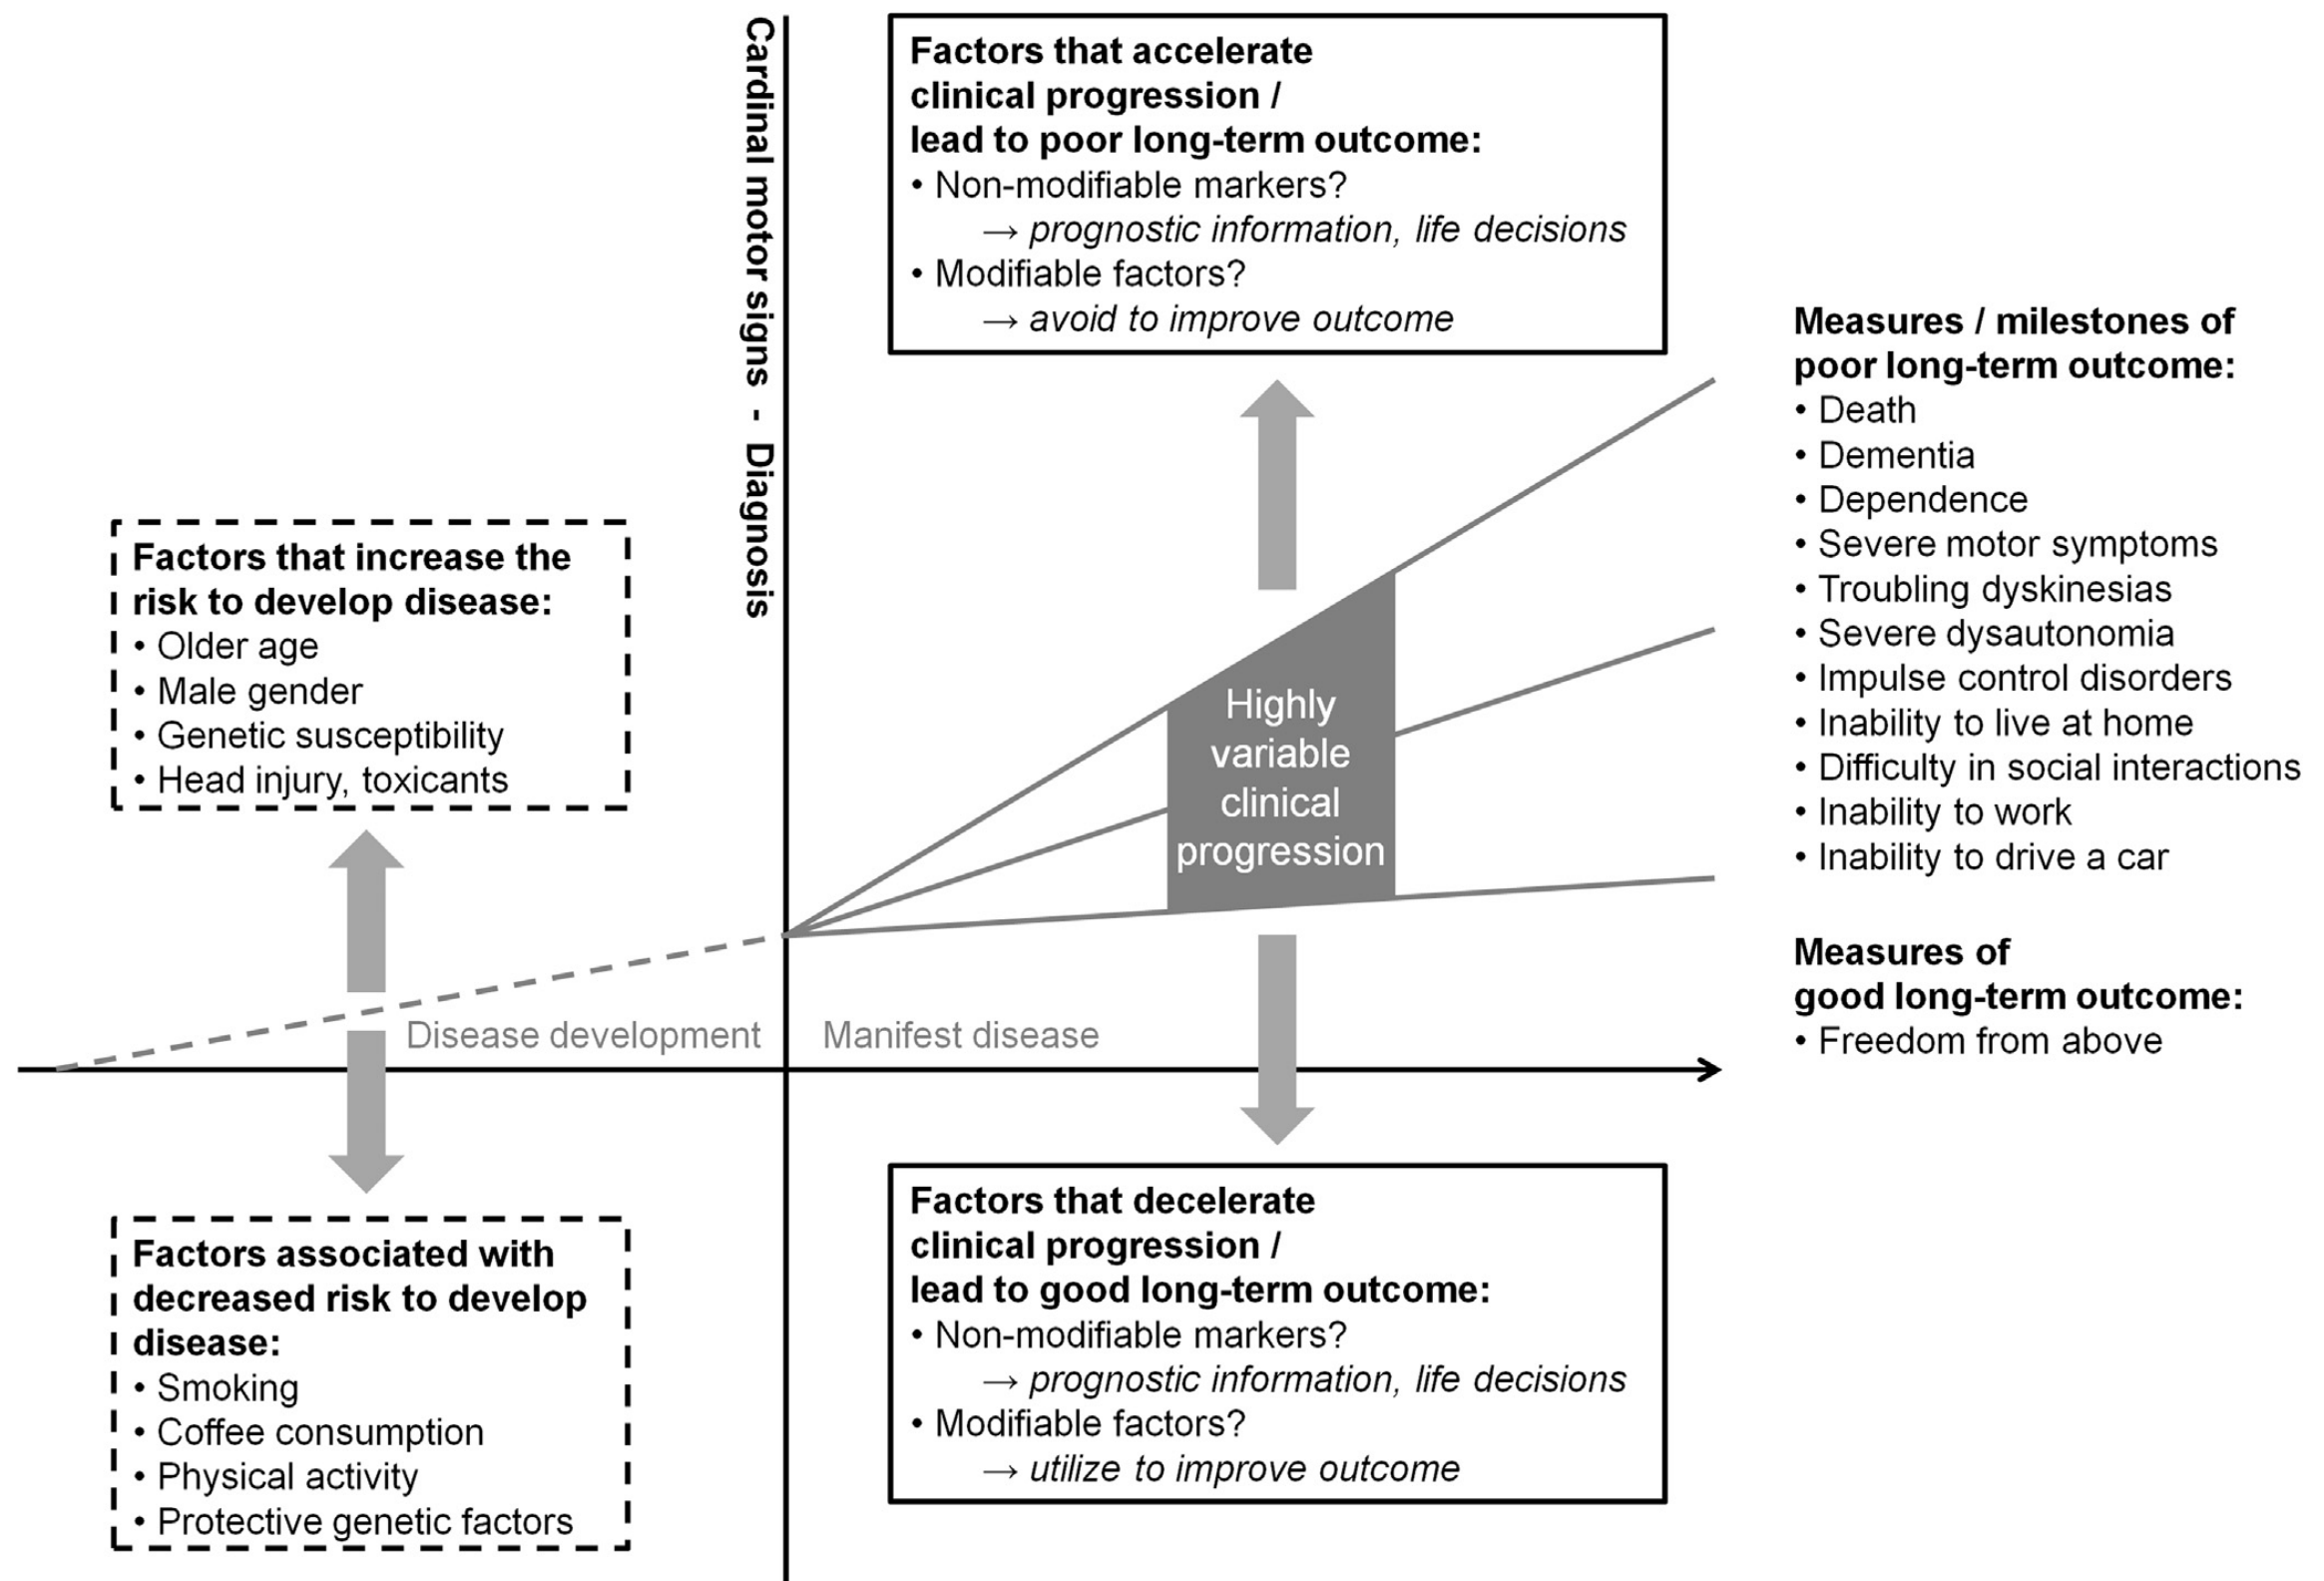 Cardinal motor signs - Diagnosis
Factors that accelerate
clinical progression /
lead to poor long-term outcome:
• Non-modifiable markers?
→ prognostic information, life decisions
• Modifiable factors?
→ avoid to improve outcome
Factors that increase the
risk to develop disease:
• Older age
• Male gender
• Genetic susceptibility
• Head injury, toxicants
Highly
variable
clinical
progression
Measures / milestones of
poor long-term outcome:
• Death
• Dementia
• Dependence
• Severe motor symptoms
• Troubling dyskinesias
• Severe dysautonomia
• Impulse control disorders
• Inability to live at home
• Difficulty in social interactions
• Inability to work
• Inability to drive a car
Measures of
good long-term outcome:
• Freedom from above
Disease development
Manifest disease
Factors associated with
decreased risk to develop
disease:
• Smoking
• Coffee consumption
• Physical activity
• Protective genetic factors
Factors that decelerate
clinical progression /
lead to good long-term outcome:
• Non-modifiable markers?
→ prognostic information, life decisions
• Modifiable factors?
→ utilize to improve outcome